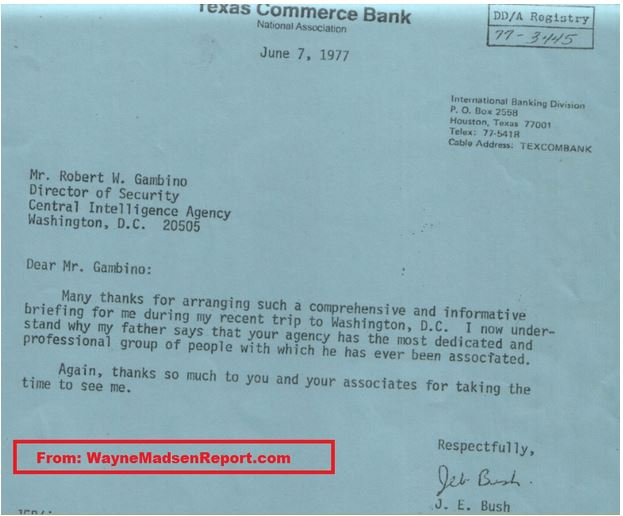 Texas Commerce Bank
National Association
DD/A Registry
77-3445
June 7, 1977
International Banking Division
P. O. Box 2558
Houston, Texas 77001
Telex: 77-5418
Cable Address: TEXCOMBANK
Mr. Robert W. Gambino
Director of Security
Central Intelligence Agency
Washington, D.C. 20505
Dear Mr. Gambino:
Many thanks for arranging such a comprehensive and informative
briefing for me during my recent trip to Washington, D.C. I now under-
stand why my father says that your agency has the most dedicated and
professional group of people with which he has ever been associated.
Again, thanks so much to you and your associates for taking the
time to see me.
From: WayneMadsenReport.com
Respectfully,
Jeb Bush.
J. E. Bush